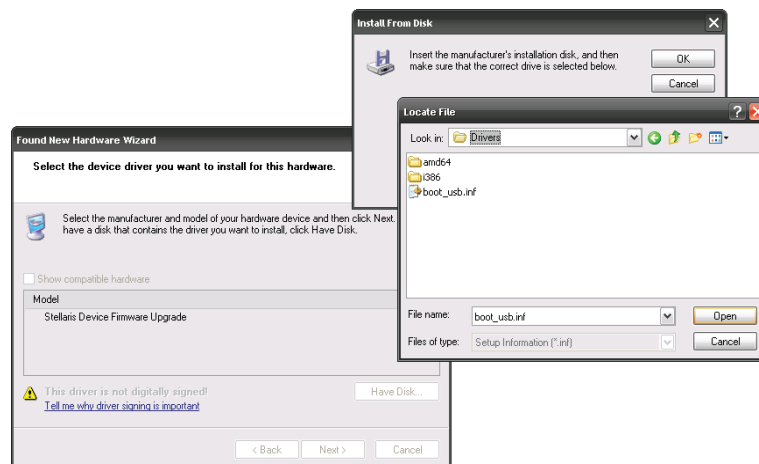 Install From Disk
Insert the manufacturer's installation disk, and then
make sure that the correct drive is selected below.
OK
Cancel
Locate File
Look in:
Drivers
amd64
i386
boot_usb.inf
File name:
boot_usb.inf
Open
Files of type:
Setup Information (*.inf)
Cancel
Found New Hardware Wizard
Select the device driver you want to install for this hardware.
Select the manufacturer and model of your hardware device and then click Next.
have a disk that contains the driver you want to install, click Have Disk.
Show compatible hardware
Model
Stellaris Device Firmware Upgrade
This driver is not digitally signed!
Tell me why driver signing is important
Have Disk...
< Back
Next >
Cancel